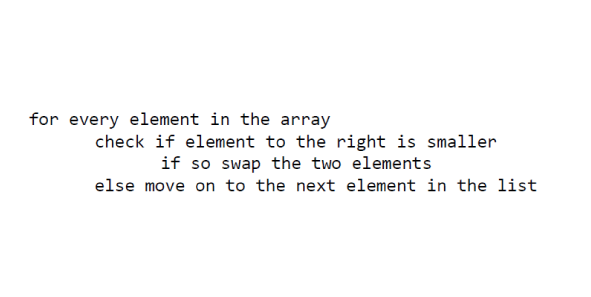 for every element in the array
check if element to the right is smaller
if so swap the two elements
else move on to the next element in the list